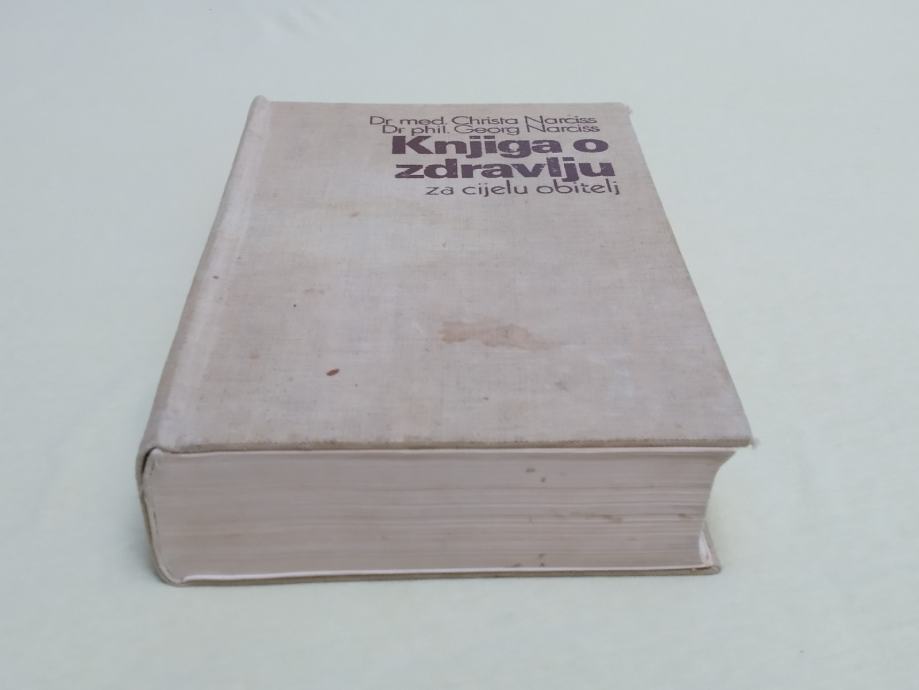 Dr. med. Christa Narciss
Dr. phil. Georg Narciss
Knjiga o
zdravlju
za cijelu obitelj